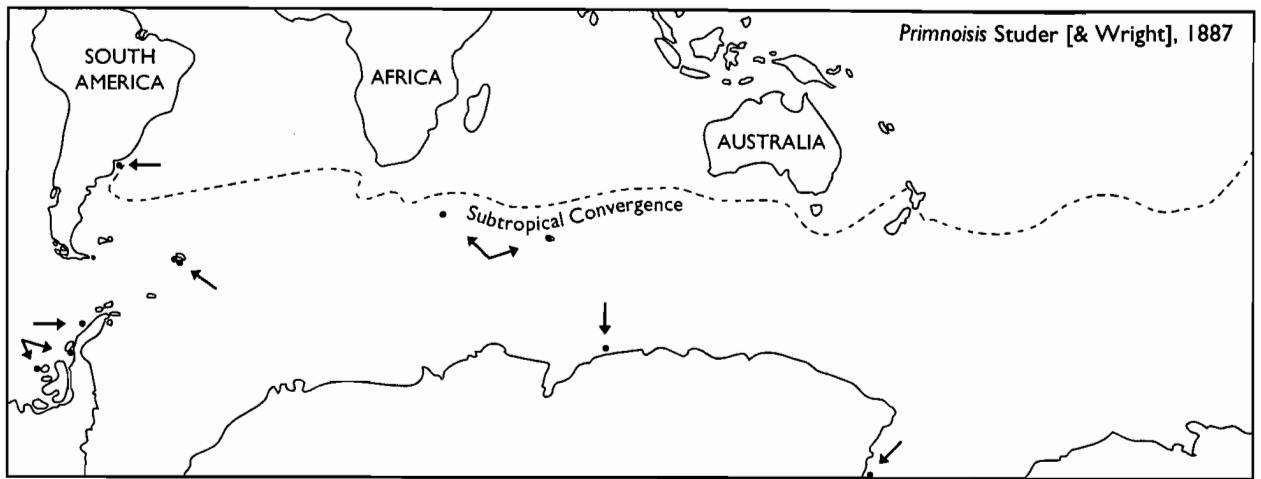 Primnoisis Studer [& Wright], 1887
SOUTH
AMERICA
AFRICA
AUSTRALIA
Subtropical Convergence